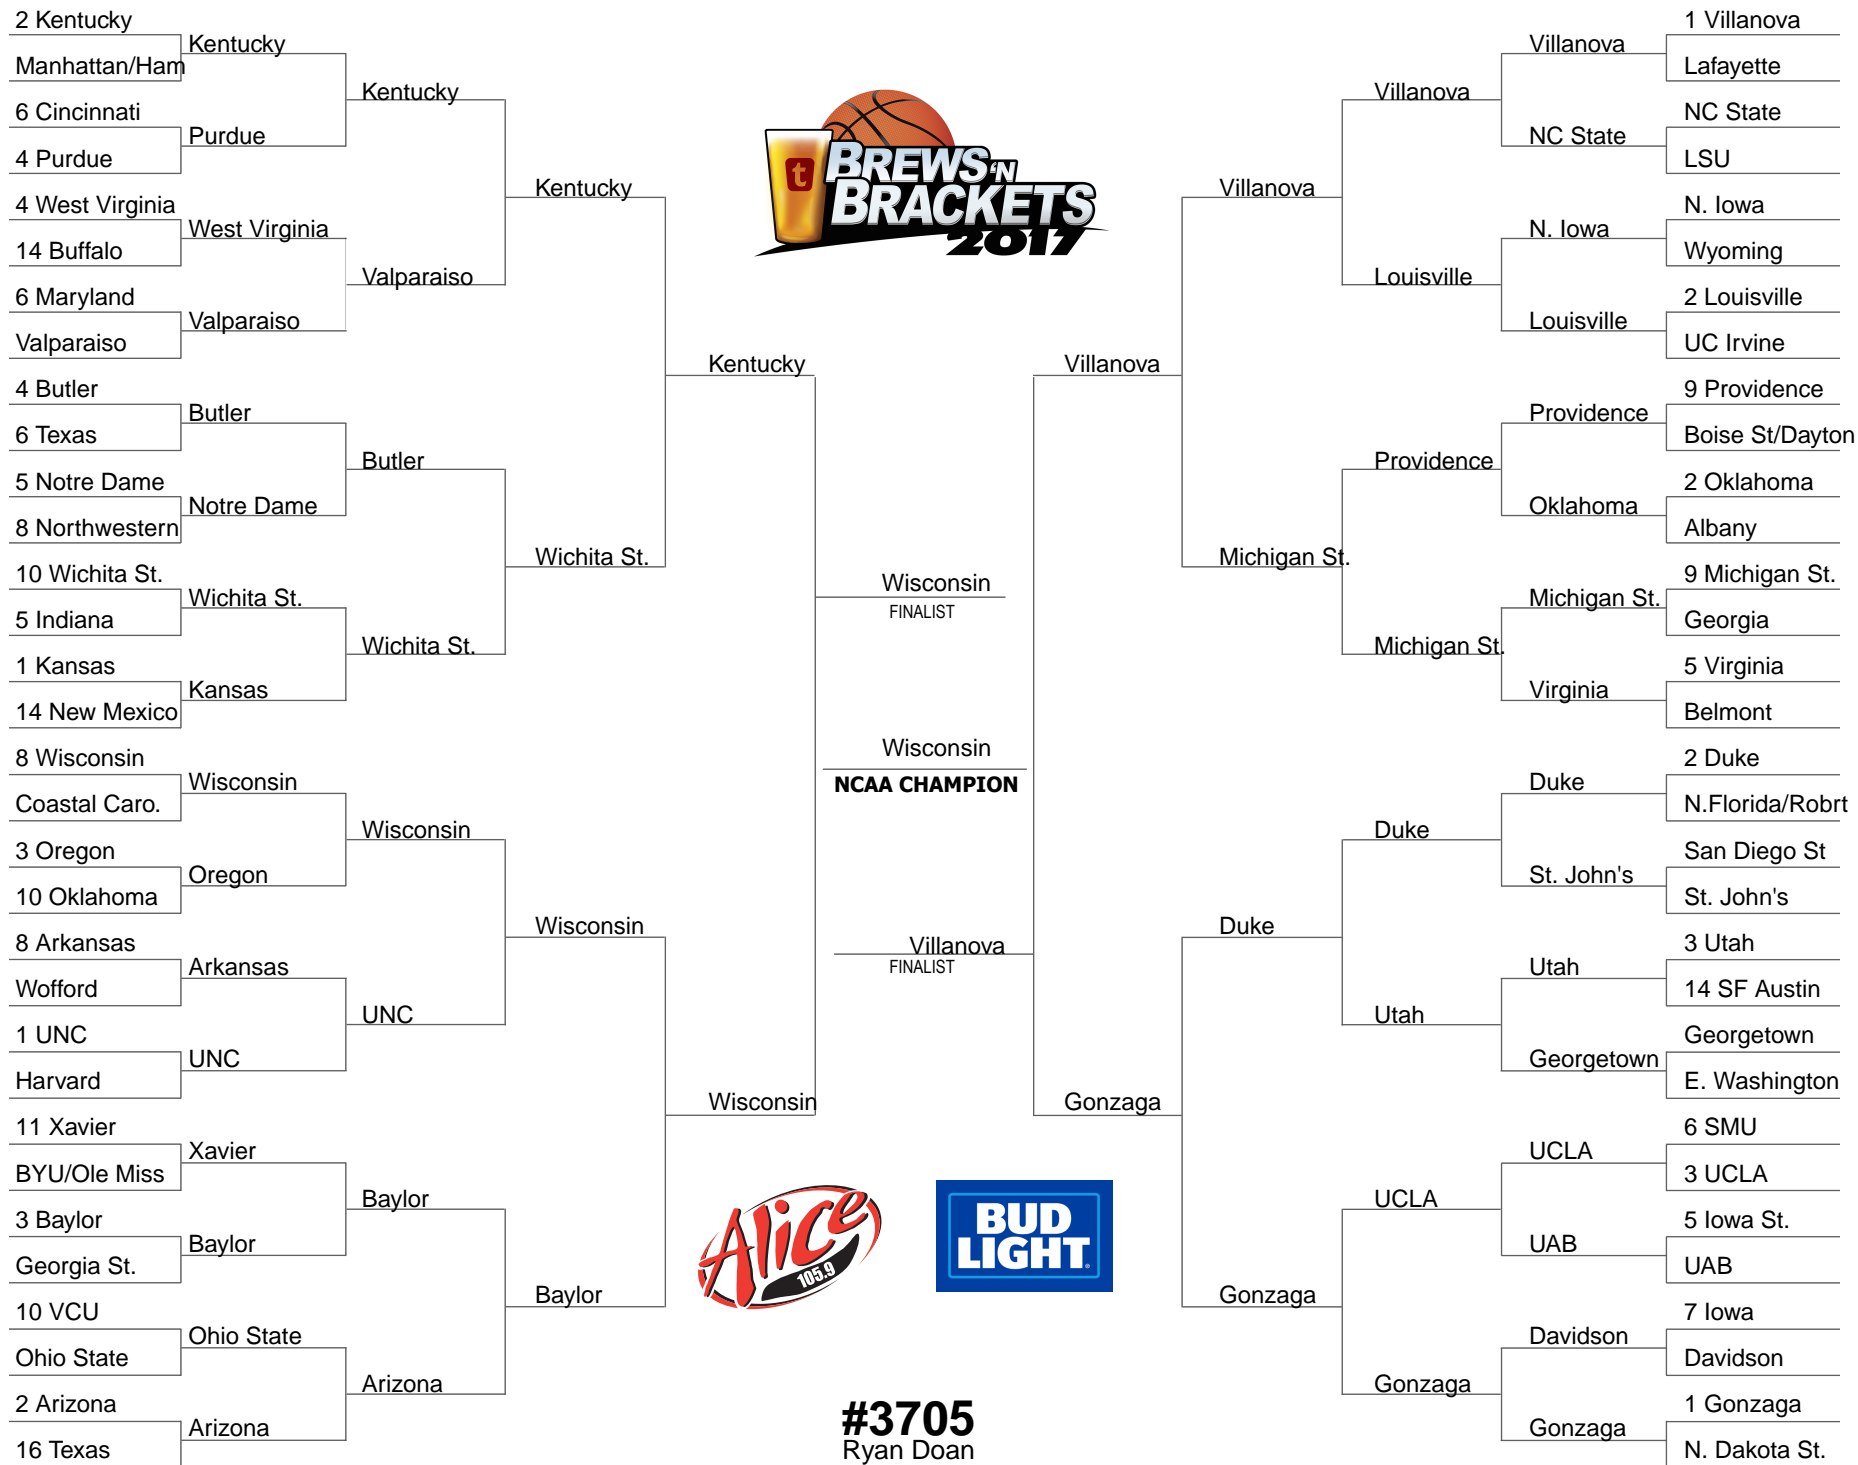 2 Kentucky
Manhattan/Ham
6 Cincinnati
4 Purdue
4 West Virginia
14 Buffalo
6 Maryland
Valparaiso
4 Butler
6 Texas
5 Notre Dame
8 Northwestern
10 Wichita St.
5 Indiana
1 Kansas
14 New Mexico
8 Wisconsin
Coastal Caro.
3 Oregon
10 Oklahoma
8 Arkansas
Wofford
1 UNC
Harvard
11 Xavier
BYU/Ole Miss
3 Baylor
Georgia St.
10 VCU
Ohio State
2 Arizona
16 Texas
Kentucky
Purdue
West Virginia
Valparaiso
Butler
Notre Dame
Wichita St.
Kansas
Wisconsin
Oregon
Arkansas
UNC
Xavier
Baylor
Ohio State
Arizona
Kentucky
Valparaiso
Butler
Wichita St.
Wisconsin
UNC
Baylor
Arizona
Kentucky
Wichita St.
Wisconsin
Baylor
Kentucky
Wisconsin
t
BREWS 'N
BRACKETS
2017
Wisconsin
FINALIST
Wisconsin
NCAA CHAMPION
Villanova
FINALIST
Alice
105.9
BUD
LIGHT
#3705
Ryan Doan
Villanova
Gonzaga
Villanova
Michigan St.
Duke
Gonzaga
Villanova
Louisville
Providence
Michigan St.
Duke
Utah
UCLA
Gonzaga
Villanova
NC State
N. Iowa
Louisville
Providence
Oklahoma
Michigan St.
Virginia
Duke
St. John's
Utah
Georgetown
UCLA
UAB
Davidson
Gonzaga
1 Villanova
Lafayette
NC State
LSU
N. Iowa
Wyoming
2 Louisville
UC Irvine
9 Providence
Boise St/Dayton
2 Oklahoma
Albany
9 Michigan St.
Georgia
5 Virginia
Belmont
2 Duke
N.Florida/Robrt
San Diego St
St. John's
3 Utah
14 SF Austin
Georgetown
E. Washington
6 SMU
3 UCLA
5 Iowa St.
UAB
7 Iowa
Davidson
1 Gonzaga
N. Dakota St.